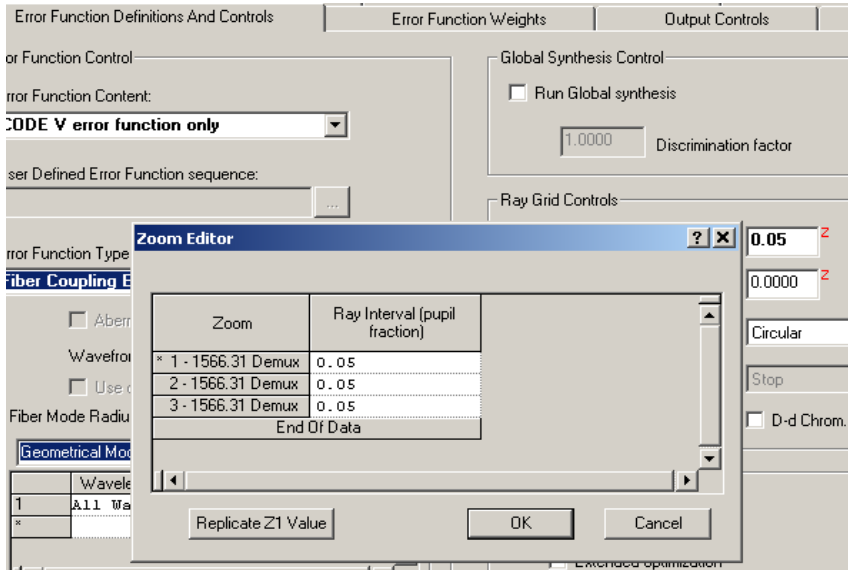 Error Function Definitions And Controls
Error Function Weights
Output Controls
or Function Control
rror Function Content:
CODE V error function only
ser Defined Error Function sequence:
...
rror Function Type
Fiber Coupling E
Aberr
Wavefro
Use
Fiber Mode Radiu
Geometrical Mo
Wavele
1 All Wa
*
Global Synthesis Control
Run Global synthesis
1.0000 Discrimination factor
Ray Grid Controls
0.05 Z
0.0000 Z
Circular
Stop
D-d Chrom.
Extended optimization
Zoom Editor
?
Zoom
Ray Interval (pupil
fraction)
* 1 - 1566.31 Demux 0.05
2 - 1566.31 Demux 0.05
3 - 1566.31 Demux 0.05
End Of Data
Replicate Z1 Value
OK
Cancel